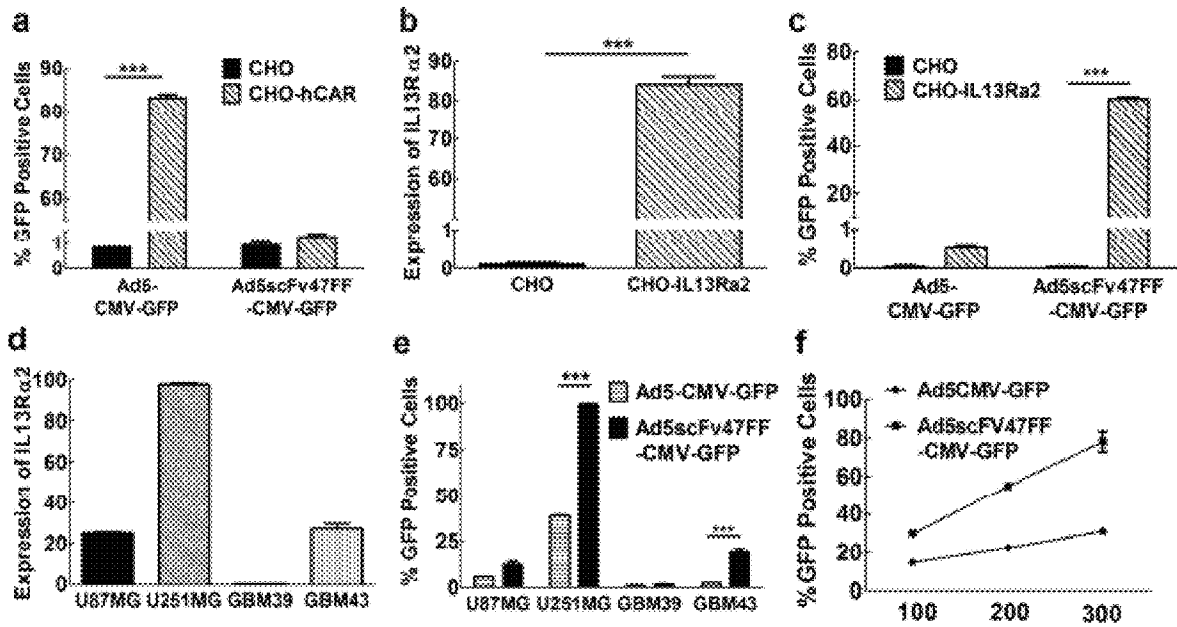 a
% GFP Positive Cells
90
80
70
60
1
0
***
CHO
CHO-hCAR
Ad5-
CMV-GFP
Ad5scFv47FF
-CMV-GFP
b
Expression of IL13Rα2
90
80
70
60
1
0
***
CHO
CHO-IL13Ra2
c
% GFP Positive Cells
80
60
40
20
1
0
CHO
CHO-IL13Ra2
***
Ad5-
CMV-GFP
Ad5scFv47FF
-CMV-GFP
d
Expression of IL13Rα2
100
80
60
40
20
0
U87MG
U251MG
GBM39
GBM43
e
% GFP Positive Cells
100
75
50
25
0
***
***
Ad5-CMV-GFP
Ad5scFv47FF
-CMV-GFP
U87MG
U251MG
GBM39
GBM43
f
% GFP Positive Cells
100
80
60
40
20
0
Ad5CMV-GFP
Ad5scFV47FF
-CMV-GFP
100
200
300